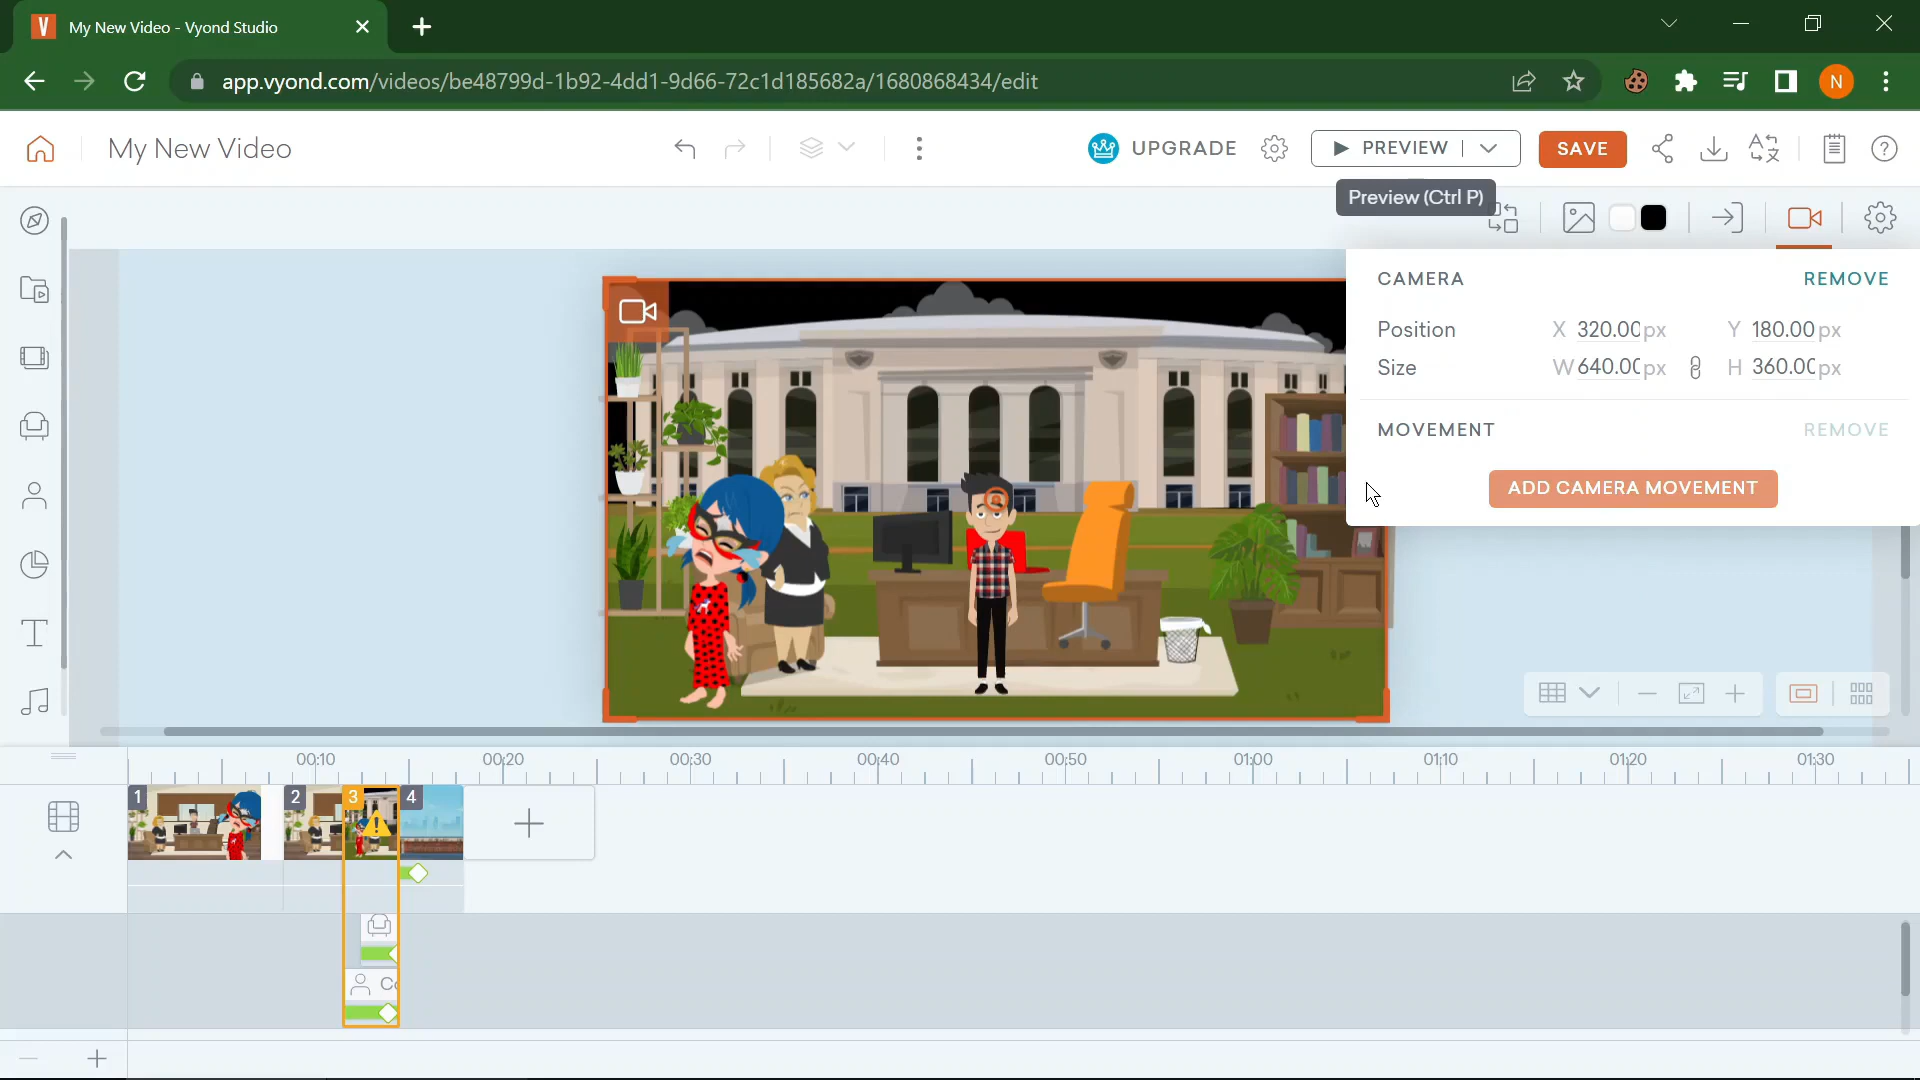 My New Video - Vyond Studio
app.vyond.com/videos/be48799d-1b92-4dd1-9d66-72c1d185682a/1680868434/edit
N
My New Video
UPGRADE
PREVIEW
SAVE
Preview (Ctrl P)
CAMERA
REMOVE
Position X 320.00 px Y 180.00 px
Size W 640.00 px H 360.00 px
MOVEMENT
REMOVE
ADD CAMERA MOVEMENT
00:10 00:20 00:30 00:40 00:50 01:00 01:10 01:20 01:30
1 2 3 4